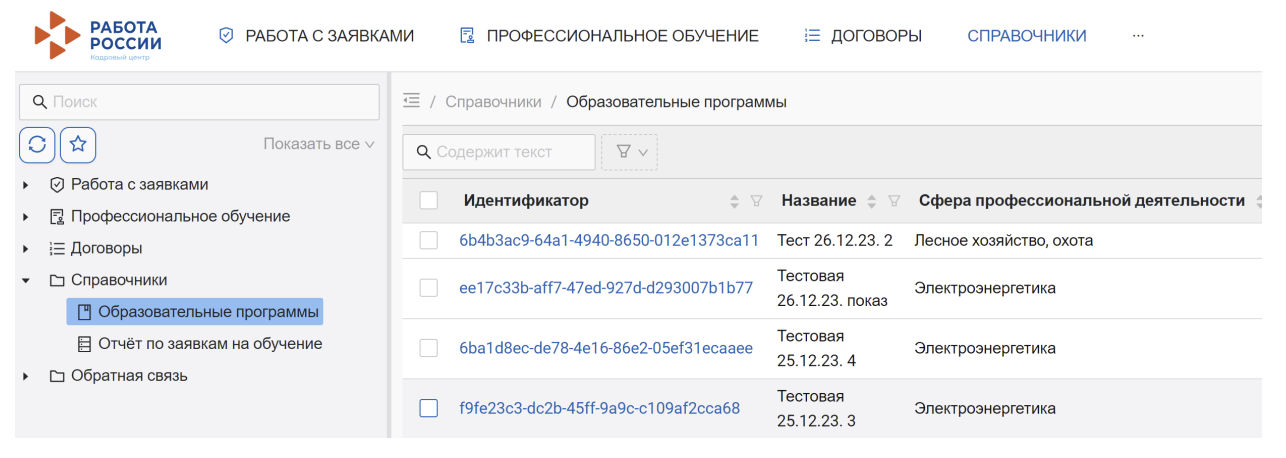 РАБОТА
РОССИИ
Кадровый центр
РАБОТА С ЗАЯВКАМИ
ПРОФЕССИОНАЛЬНОЕ ОБУЧЕНИЕ
ДОГОВОРЫ
СПРАВОЧНИКИ
...
Поиск
Показать все
Работа с заявками
Профессиональное обучение
Договоры
Справочники
Образовательные программы
Отчёт по заявкам на обучение
Обратная связь
/ Справочники / Образовательные программы
Содержит текст
Идентификатор Название Сфера профессиональной деятельности
6b4b3ac9-64a1-4940-8650-012e1373ca11 Тест 26.12.23. 2 Лесное хозяйство, охота
ee17c33b-aff7-47ed-927d-d293007b1b77 Тестовая
26.12.23. показ Электроэнергетика
6ba1d8ec-de78-4e16-86e2-05ef31ecaaee Тестовая
25.12.23. 4 Электроэнергетика
f9fe23c3-dc2b-45ff-9a9c-c109af2cca68 Тестовая
25.12.23. 3 Электроэнергетика